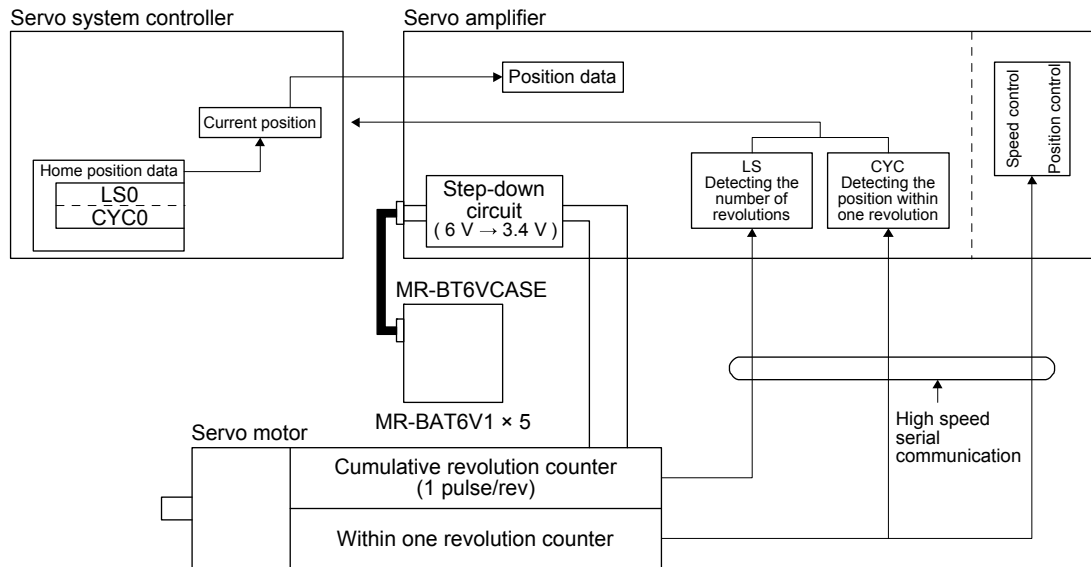 Servo system controller
Servo amplifier
Position data
Current position
Home position data
LS0
CYC0
Step-down
circuit
( 6 V → 3.4 V )
LS
Detecting the
number of
revolutions
CYC
Detecting the
position within
one revolution
Speed control
Position control
MR-BT6VCASE
MR-BAT6V1 × 5
High speed
serial
communication
Servo motor
Cumulative revolution counter
(1 pulse/rev)
Within one revolution counter